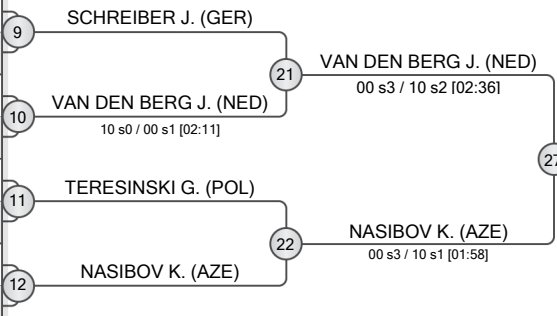 SCHREIBER J. (GER)
9
21
VAN DEN BERG J. (NED)
00 s3 / 10 s2 [02:36]
VAN DEN BERG J. (NED)
10
10 s0 / 00 s1 [02:11]
27
TERESINSKI G. (POL)
11
22
NASIBOV K. (AZE)
00 s3 / 10 s1 [01:58]
NASIBOV K. (AZE)
12